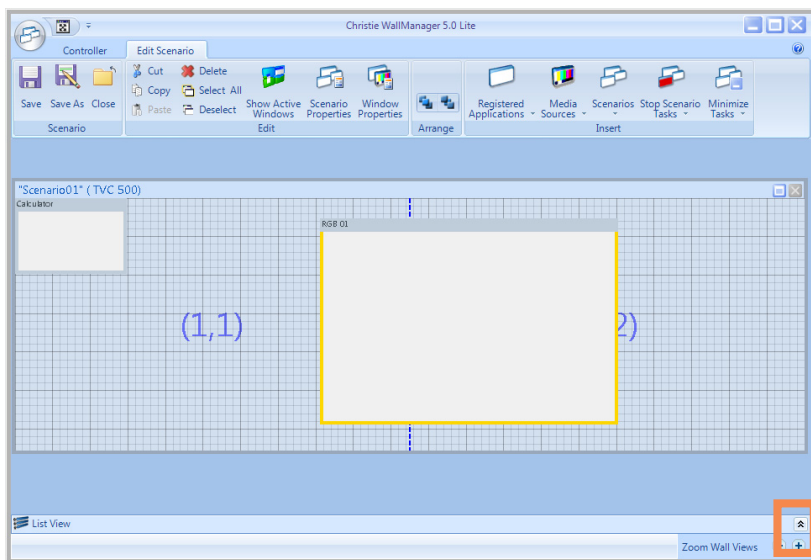 Christie WallManager 5.0 Lite
Controller
Edit Scenario
Save
Save As
Close
Cut
Copy
Paste
Delete
Select All
Deselect
Show Active
Windows
Scenario
Properties
Window
Properties
Registered
Applications
Media
Sources
Scenarios
Stop Scenario
Tasks
Minimize
Tasks
Scenario
Edit
Arrange
Insert
"Scenario01" ( TVC 500)
Calculator
RGB 01
(1,1)
2)
List View
Zoom Wall Views